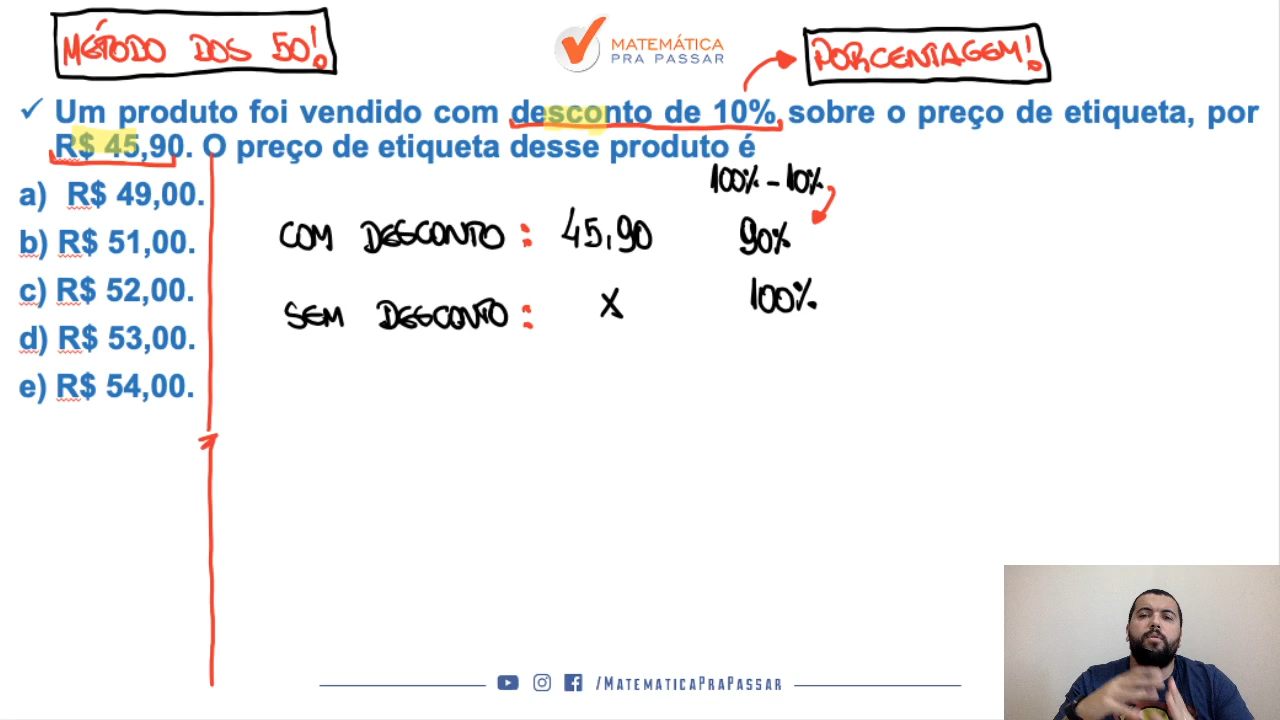 MÉTODO DOS 50!
MATEMÁTICA
PRA PASSAR
PORCENTAGEM!
✓ Um produto foi vendido com desconto de 10% sobre o preço de etiqueta, por
R$ 45,90. O preço de etiqueta desse produto é
a) R$ 49,00.
b) R$ 51,00.
c) R$ 52,00.
d) R$ 53,00.
e) R$ 54,00.
100% - 10%
COM DESCONTO : 45,90 90%
SEM DESCONTO : X 100%
/MATEMATICAPRAPASSAR